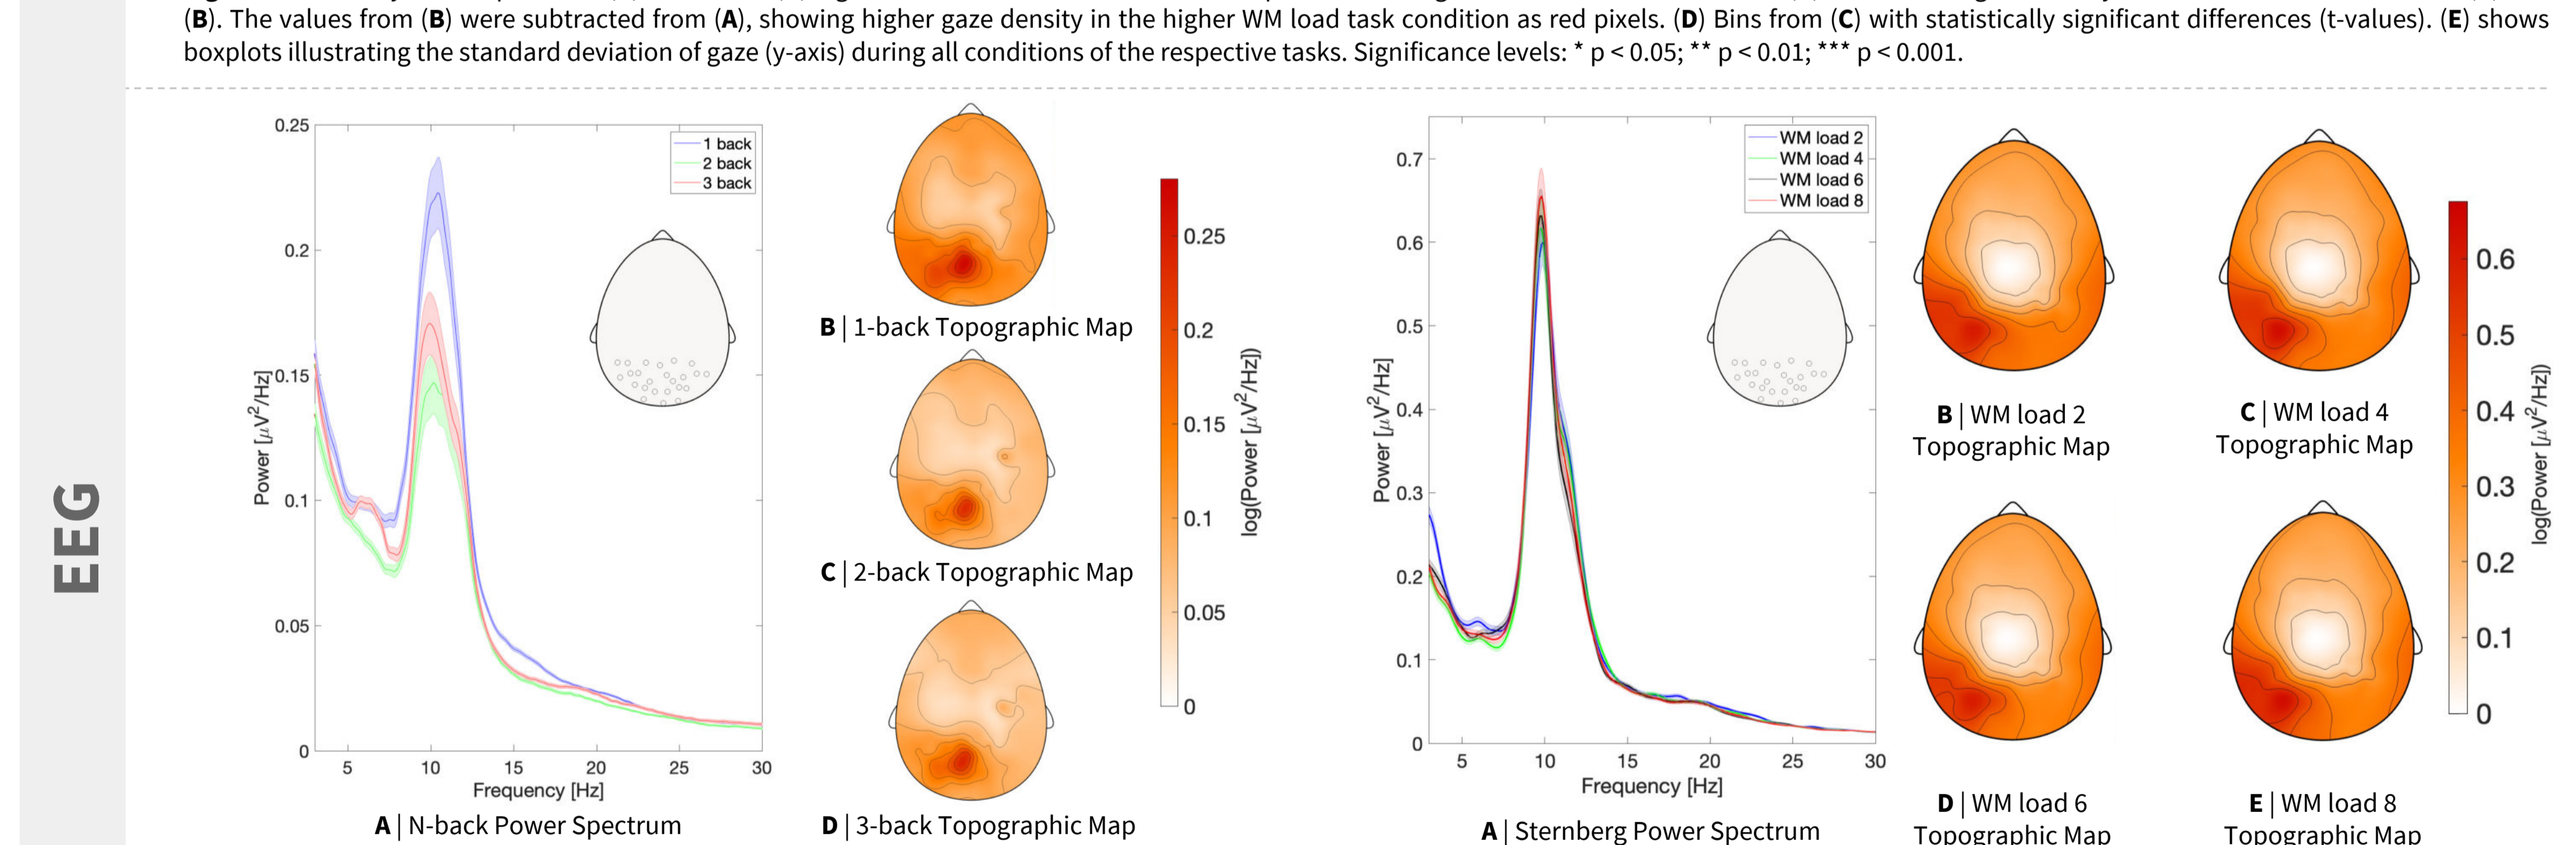 (B). The values from (B) were subtracted from (A), showing higher gaze density in the higher WM load task condition as red pixels. (D) Bins from (C) with statistically significant differences (t-values). (E) shows
boxplots illustrating the standard deviation of gaze (y-axis) during all conditions of the respective tasks. Significance levels: * p < 0.05; ** p < 0.01; *** p < 0.001.
EEG
0.25
0.2
0.15
0.1
0.05
0
Power [μV²/Hz]
1 back
2 back
3 back
5 10 15 20 25 30
Frequency [Hz]
A | N-back Power Spectrum
B | 1-back Topographic Map
C | 2-back Topographic Map
D | 3-back Topographic Map
0.25
0.2
0.15
0.1
0.05
0
log(Power [μV²/Hz])
0.7
0.6
0.5
0.4
0.3
0.2
0.1
0
Power [μV²/Hz]
WM load 2
WM load 4
WM load 6
WM load 8
5 10 15 20 25 30
Frequency [Hz]
A | Sternberg Power Spectrum
B | WM load 2
Topographic Map
C | WM load 4
Topographic Map
D | WM load 6
Topographic Map
E | WM load 8
Topographic Map
0.6
0.5
0.4
0.3
0.2
0.1
0
log(Power [μV²/Hz])